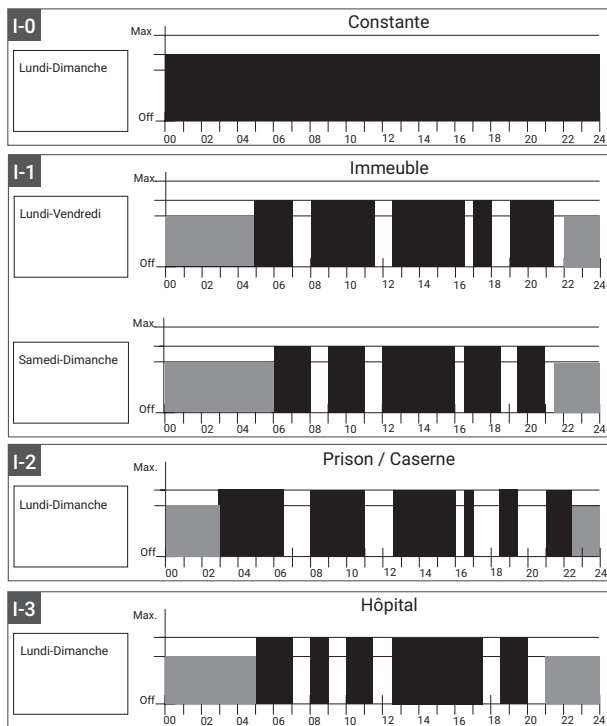 I-0
Constante
Max
Lundi-Dimanche
Off
00 02 04 06 08 10 12 14 16 18 20 22 24
I-1
Immeuble
Max.
Lundi-Vendredi
Off
00 02 04 06 08 10 12 14 16 18 20 22 24
Max.
Samedi-Dimanche
Off
00 02 04 06 08 10 12 14 16 18 20 22 24
I-2
Prison / Caserne
Max.
Lundi-Dimanche
Off
00 02 04 06 08 10 12 14 16 18 20 22 24
I-3
Hôpital
Max.
Lundi-Dimanche
Off
00 02 04 06 08 10 12 14 16 18 20 22 24